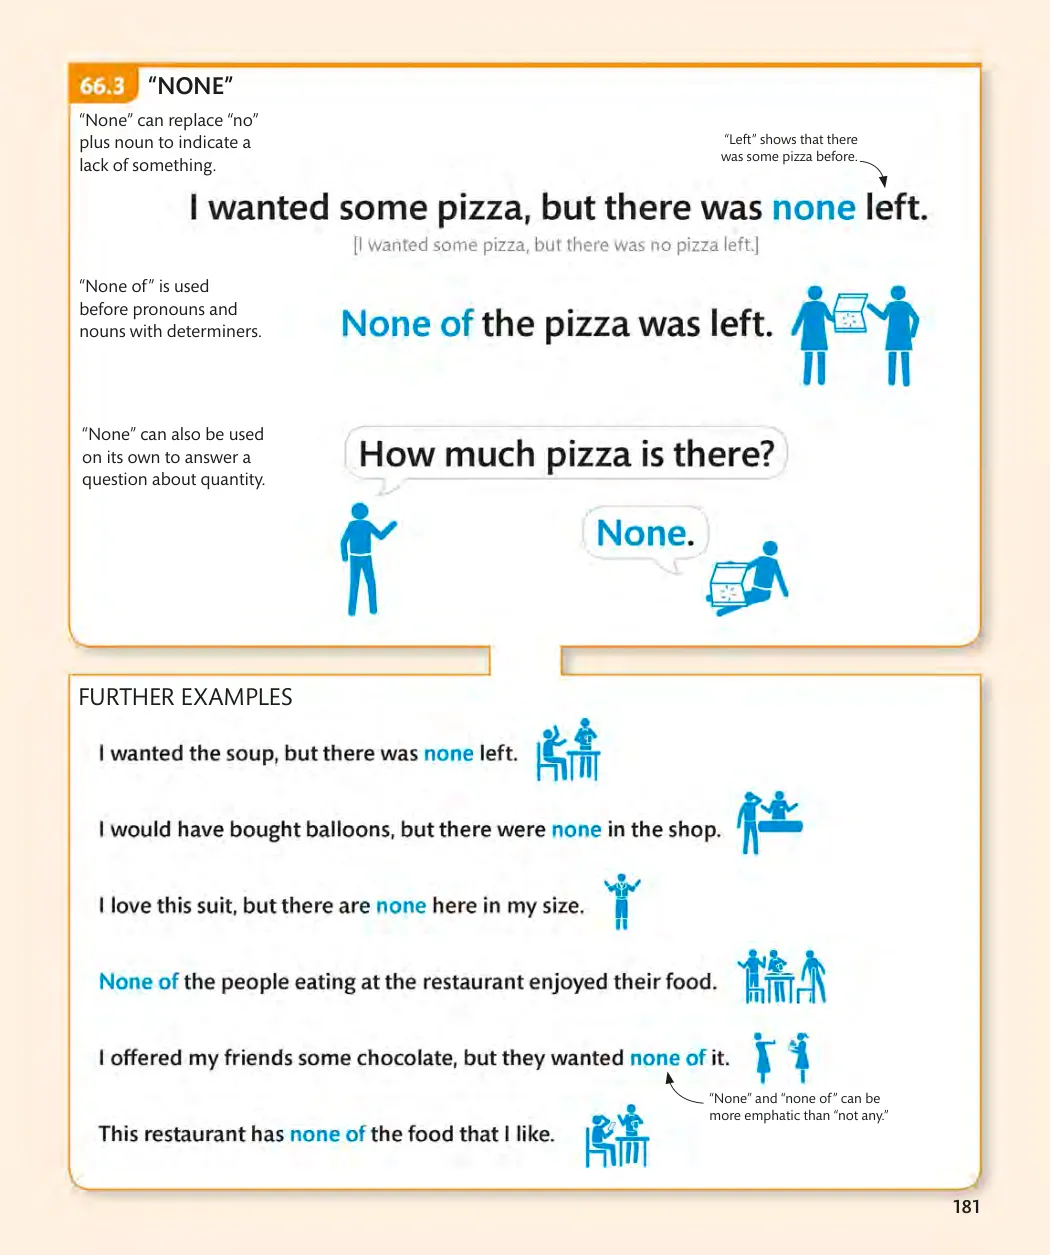 66.3 “NONE”
“None” can replace “no”
plus noun to indicate a
lack of something.
“Left” shows that there
was some pizza before.
I wanted some pizza, but there was none left.
[I wanted some pizza, but there was no pizza left.]
“None of” is used
before pronouns and
nouns with determiners.
None of the pizza was left.
“None” can also be used
on its own to answer a
question about quantity.
How much pizza is there?
None.
FURTHER EXAMPLES
I wanted the soup, but there was none left.
I would have bought balloons, but there were none in the shop.
I love this suit, but there are none here in my size.
None of the people eating at the restaurant enjoyed their food.
I offered my friends some chocolate, but they wanted none of it.
“None” and “none of” can be
more emphatic than “not any.”
This restaurant has none of the food that I like.
181